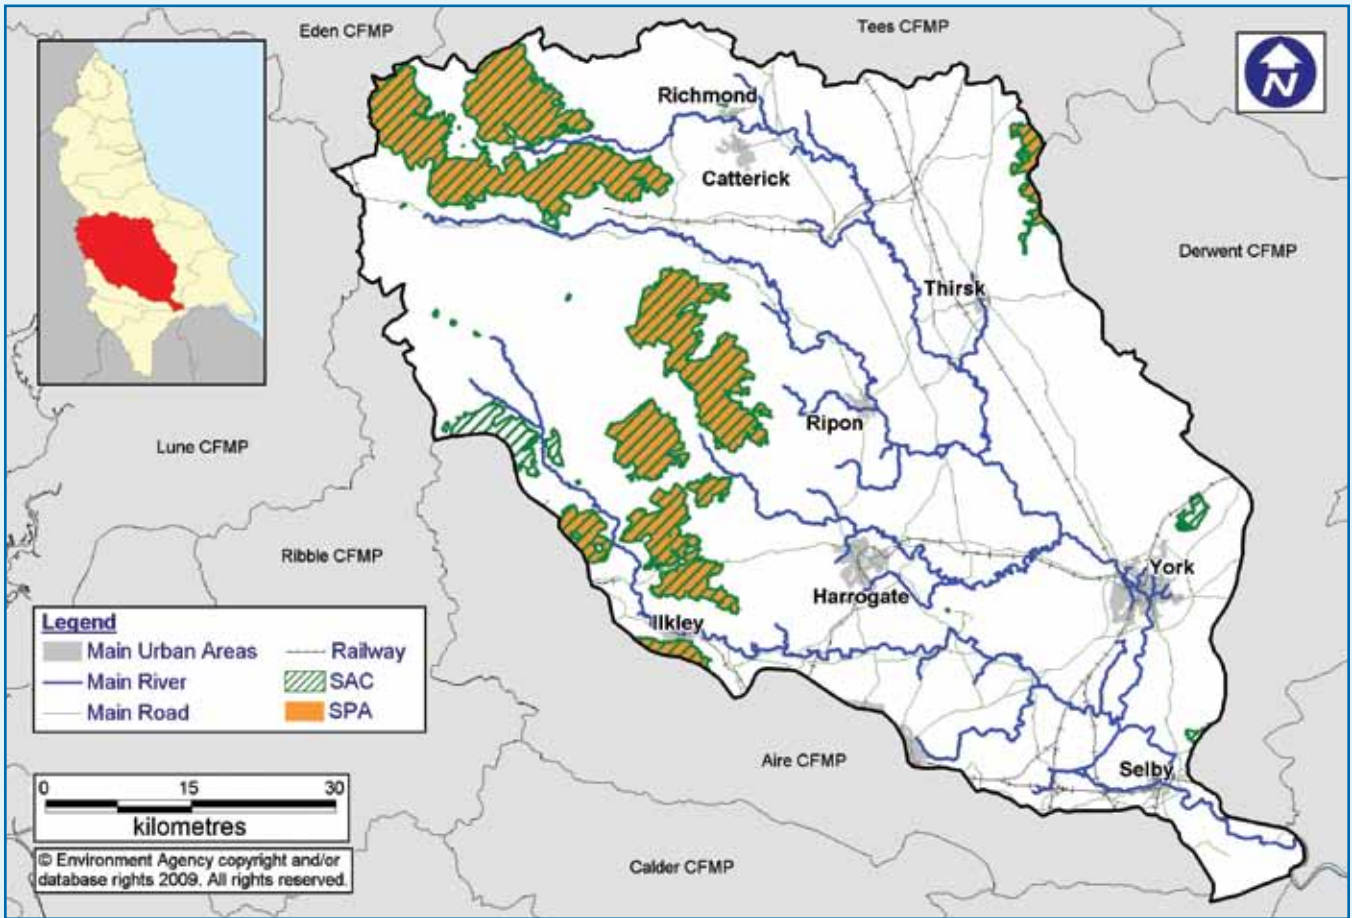 Eden CFMP
Tees CFMP
N
Richmond
Catterick
Derwent CFMP
Thirsk
Ripon
Lune CFMP
Ribble CFMP
York
Harrogate
Ilkley
Legend
Main Urban Areas
Railway
Main River
SAC
Main Road
SPA
Aire CFMP
Selby
0 15 30
kilometres
Calder CFMP
© Environment Agency copyright and/or
database rights 2009. All rights reserved.